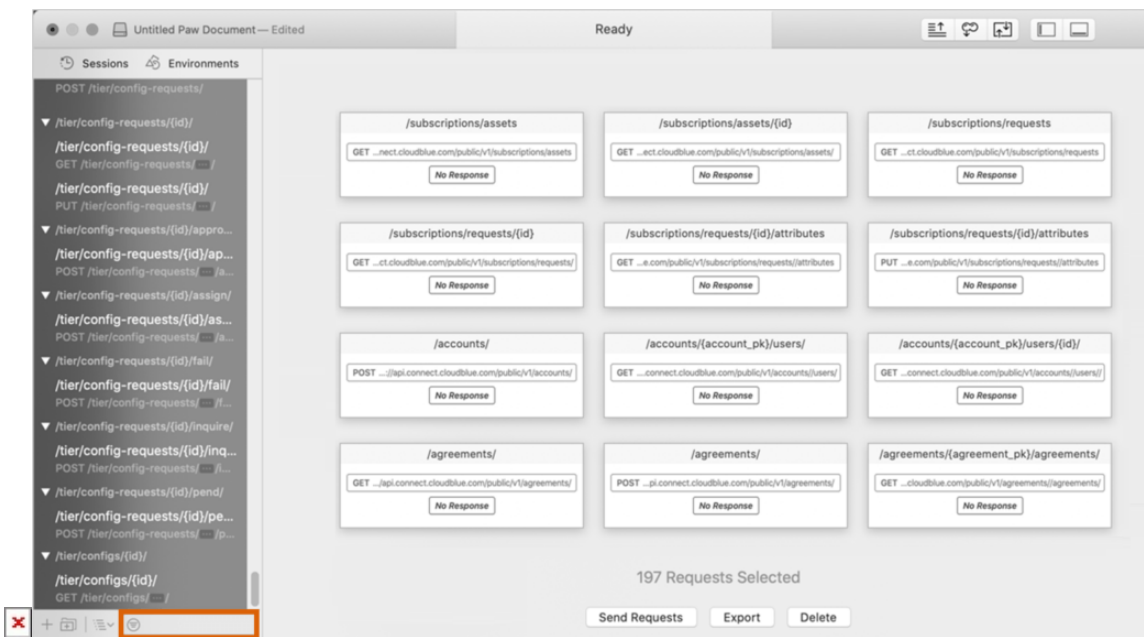 Untitled Paw Document — Edited
Ready
Sessions
Environments
POST /tier/config-requests/
/tier/config-requests/{id}/
/tier/config-requests/{id}/
GET /tier/config-requests/ /
/tier/config-requests/{id}/
PUT /tier/config-requests/ /
/tier/config-requests/{id}/appro...
/tier/config-requests/{id}/ap...
POST /tier/config-requests/ /a...
/tier/config-requests/{id}/assign/
/tier/config-requests/{id}/as...
POST /tier/config-requests/ /a...
/tier/config-requests/{id}/fail/
/tier/config-requests/{id}/fail/
POST /tier/config-requests/ /f...
/tier/config-requests/{id}/inquire/
/tier/config-requests/{id}/inq...
POST /tier/config-requests/ /i...
/tier/config-requests/{id}/pend/
/tier/config-requests/{id}/pe...
POST /tier/config-requests/ /p...
/tier/configs/{id}/
/tier/configs/{id}/
GET /tier/configs/ /
/subscriptions/assets
GET ...nect.cloudblue.com/public/v1/subscriptions/assets
No Response
/subscriptions/assets/{id}
GET ...ect.cloudblue.com/public/v1/subscriptions/assets/
No Response
/subscriptions/requests
GET ...ct.cloudblue.com/public/v1/subscriptions/requests
No Response
/subscriptions/requests/{id}
GET ...ct.cloudblue.com/public/v1/subscriptions/requests/
No Response
/subscriptions/requests/{id}/attributes
GET ...e.com/public/v1/subscriptions/requests//attributes
No Response
/subscriptions/requests/{id}/attributes
PUT ...e.com/public/v1/subscriptions/requests//attributes
No Response
/accounts/
POST ...://api.connect.cloudblue.com/public/v1/accounts/
No Response
/accounts/{account_pk}/users/
GET ...connect.cloudblue.com/public/v1/accounts//users/
No Response
/accounts/{account_pk}/users/{id}/
GET ...connect.cloudblue.com/public/v1/accounts//users//
No Response
/agreements/
GET .../api.connect.cloudblue.com/public/v1/agreements/
No Response
/agreements/
POST ...pi.connect.cloudblue.com/public/v1/agreements/
No Response
/agreements/{agreement_pk}/agreements/
GET ...cloudblue.com/public/v1/agreements//agreements/
No Response
197 Requests Selected
Send Requests
Export
Delete